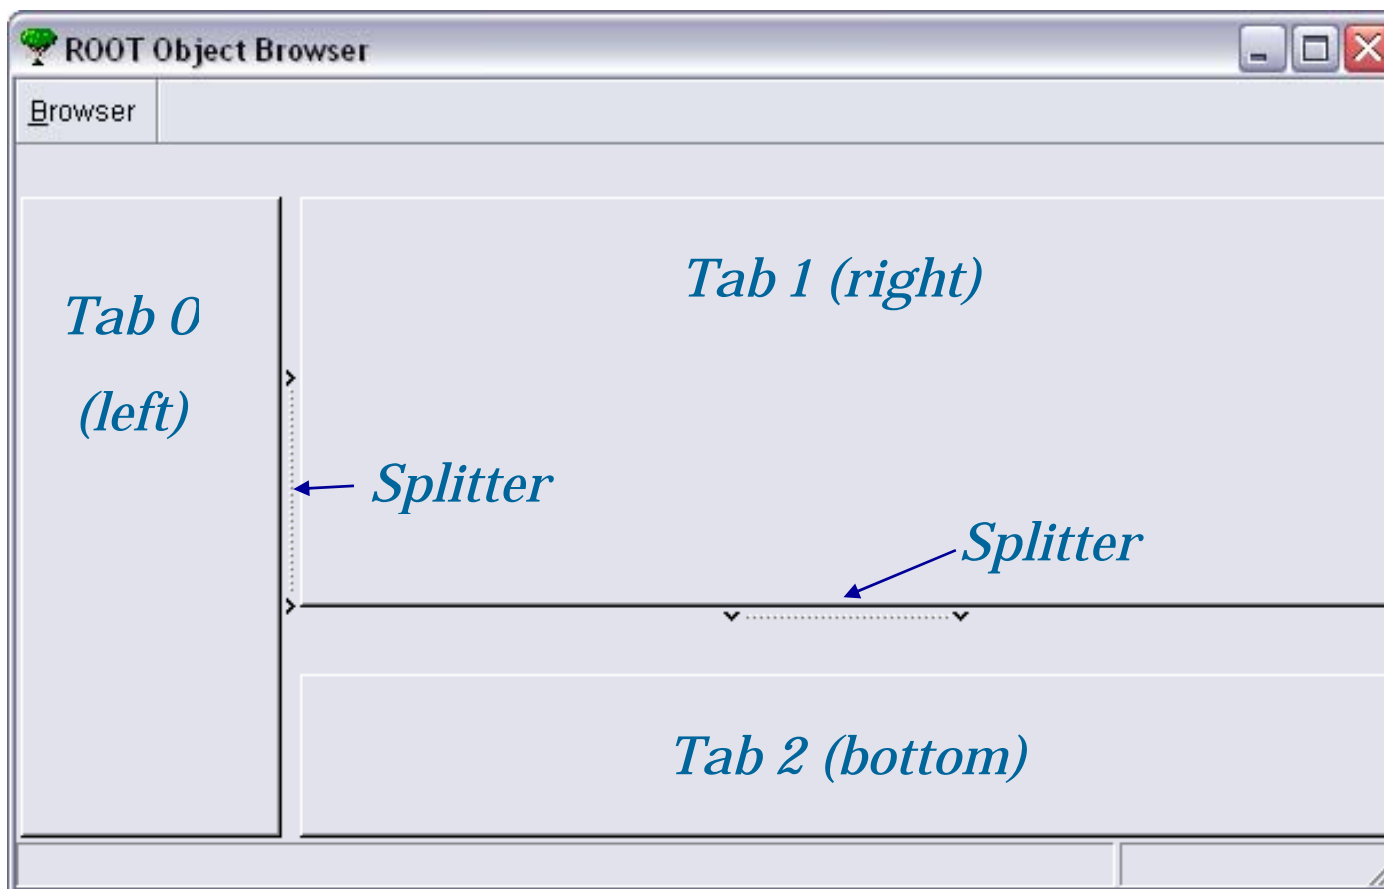 ROOT Object Browser
Browser
Tab 0
(left)
Tab 1 (right)
Splitter
Splitter
Tab 2 (bottom)